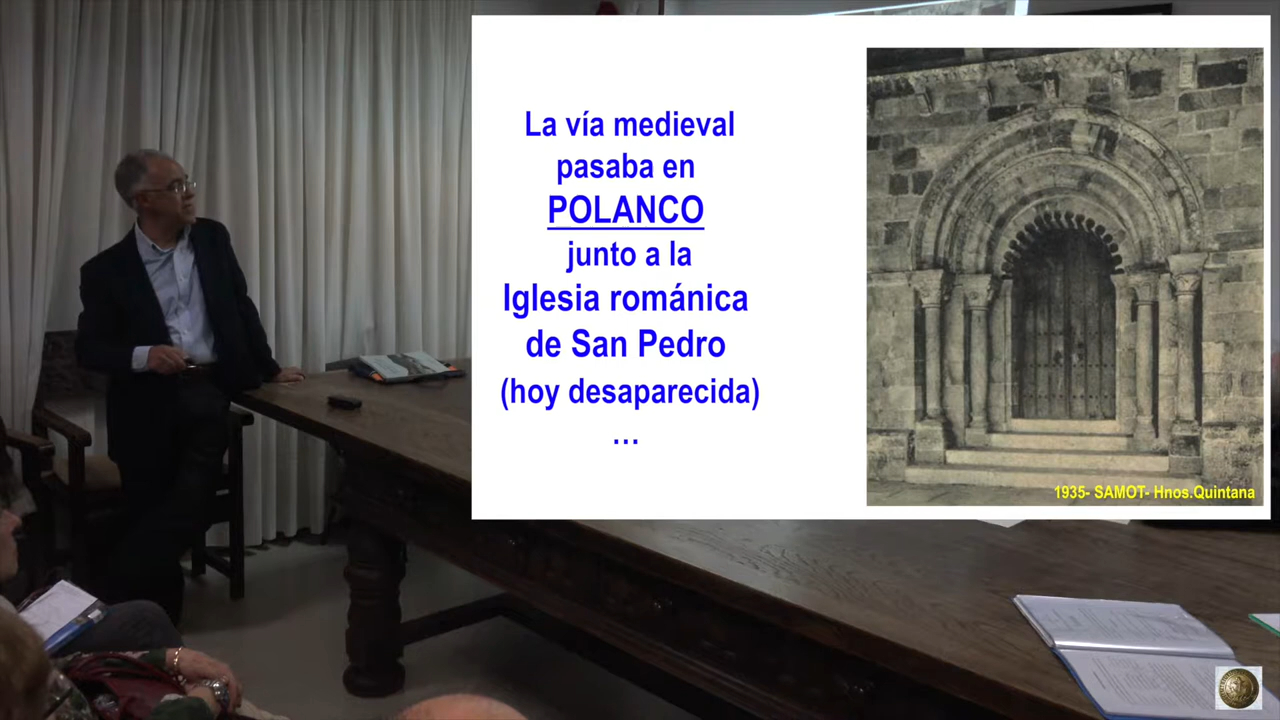 La vía medieval
pasaba en
POLANCO
junto a la
Iglesia románica
de San Pedro
(hoy desaparecida)
...
1935- SAMOT- Hnos.Quintana